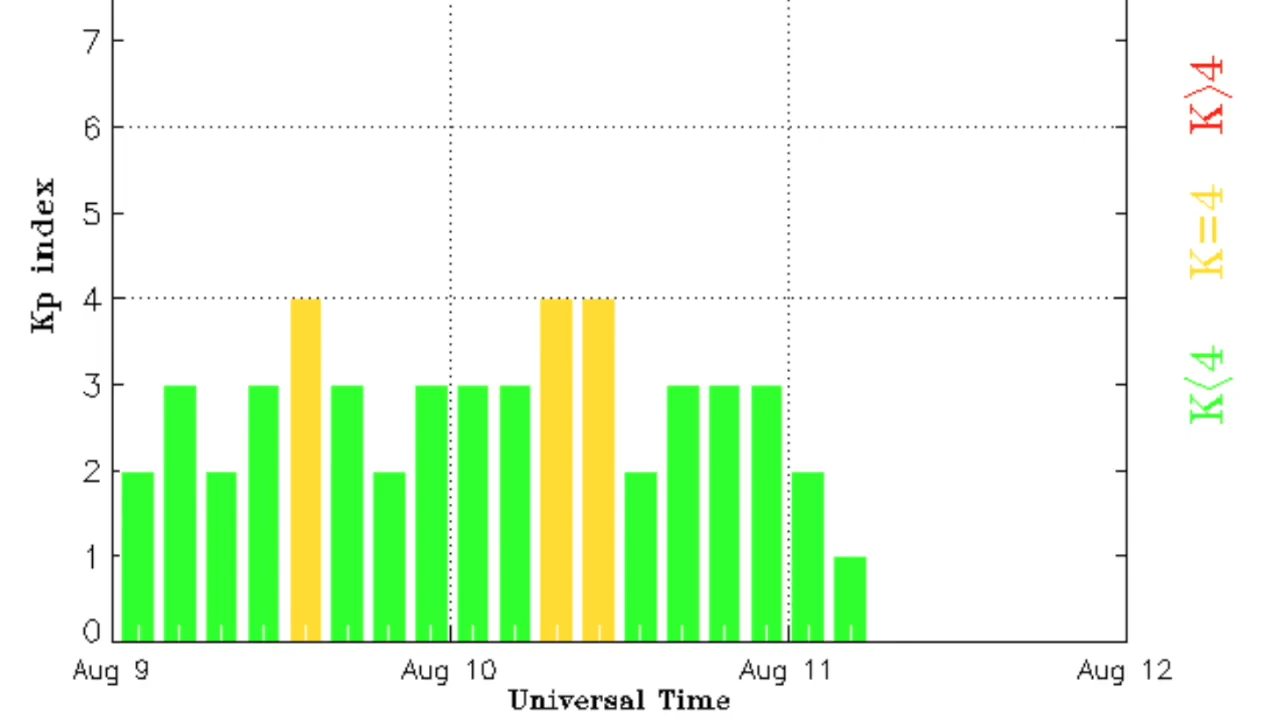 7
6
5
4
3
2
1
0
Kp index
Aug 9
Aug 10
Aug 11
Aug 12
Universal Time
K>4
K=4
K<4